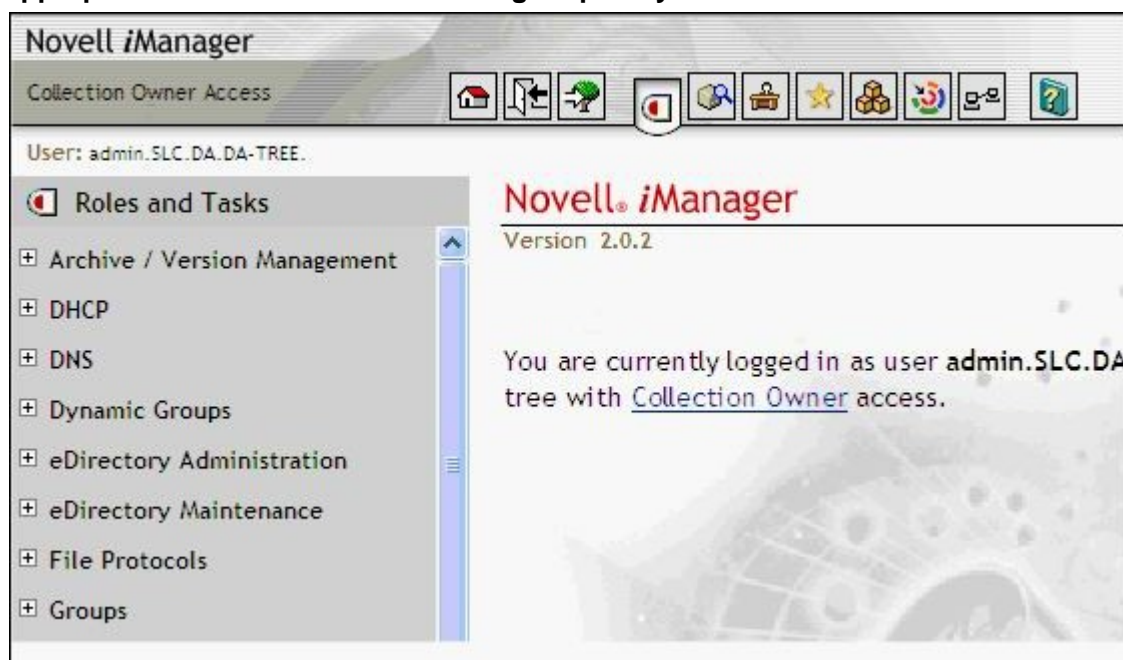 Novell iManager
Collection Owner Access
User: admin.SLC.DA.DA-TREE.
Roles and Tasks
Archive / Version Management
DHCP
DNS
Dynamic Groups
eDirectory Administration
eDirectory Maintenance
File Protocols
Groups
Novell® iManager
Version 2.0.2
You are currently logged in as user admin.SLC.DA
tree with Collection Owner access.